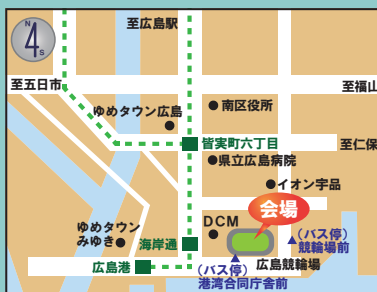 N
S
至広島駅
至五日市
至福山
ゆめタウン広島
南区役所
皆実町六丁目
至仁保
県立広島病院
イオン宇品
会場
ゆめタウン
みゆき
DCM
海岸通
(バス停)
競輪場前
広島港
広島競輪場
(バス停)
港湾合同庁舎前